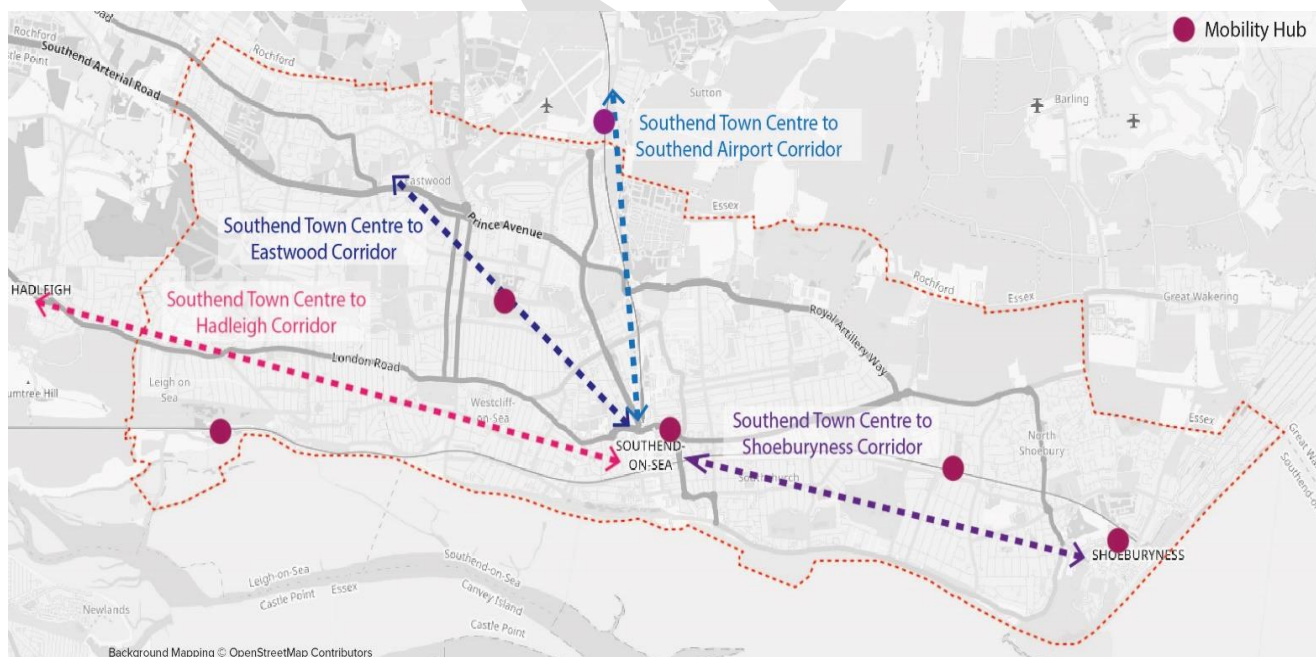 Mobility Hub
Road
Rochford
Castle Point
Southend Arterial Road
Rochford
Sutton
Barling
Southend Town Centre to
Southend Airport Corridor
Eastwood
Essex
Prince Avenue
Southend Town Centre to
Eastwood Corridor
Rochford
Essex
Great Wakering
HADLEIGH
Southend Town Centre to
Hadleigh Corridor
Royal Artillery Way
London Road
Leigh on
Sea
Westcliff-
on-Sea
Southend Town Centre to
Shoeburyness Corridor
Essex
North
Shoebury
SOUTHEND-
ON-SEA
SHOEBURYNESS
Leigh-on-Sea
Castle Point
Essex
Southend-on-Sea
Canvey Island
Castle Point
Newlands
Background Mapping © OpenStreetMap Contributors